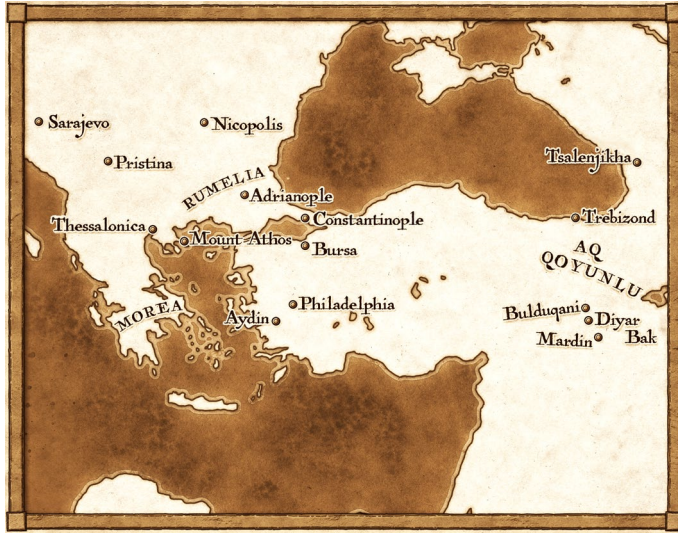 Sarajevo
Nicopolis
Pristina
Tsalenjikha
RUMELIA
Adrianople
Thessalonica
Constantinople
Trebizond
Mount Athos
Bursa
AQ
QOYUNLU
MOREA
Philadelphia
Aydin
Bulduqani
Diyar
Bak
Mardin